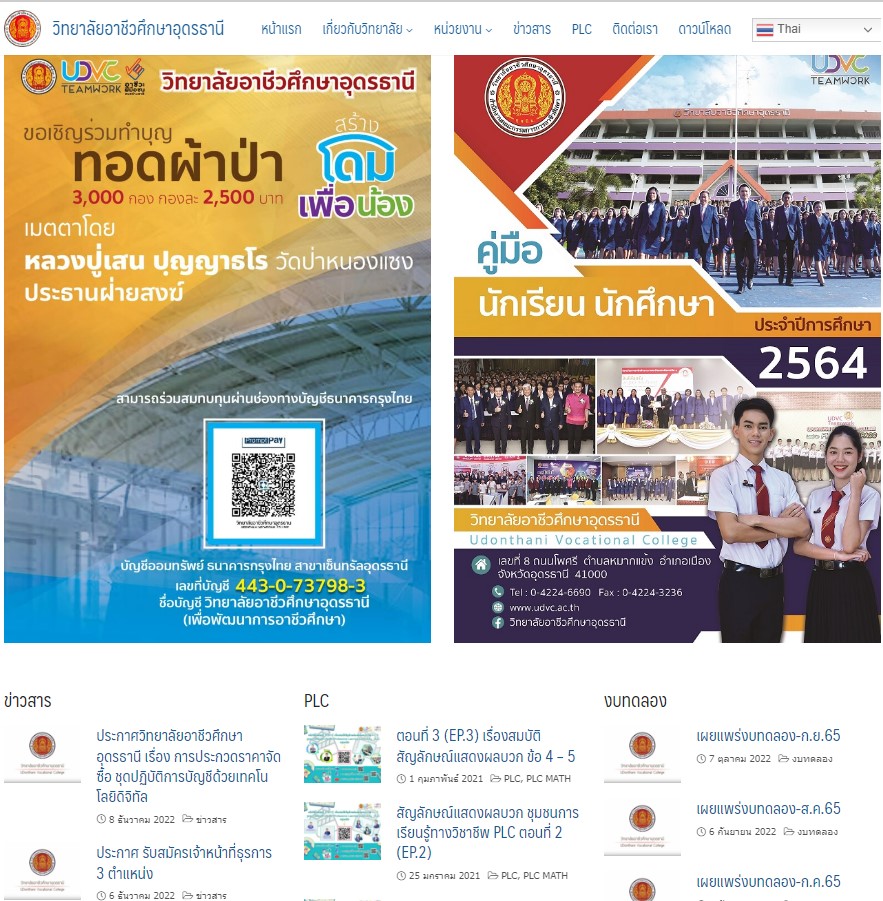 วิทยาลัยอาชีวศึกษาอุดรธานี
หน้าแรก เกี่ยวกับวิทยาลัย หน่วยงาน ข่าวสาร PLC ติดต่อเรา ดาวน์โหลด Thai
UDVC
TEAMWORK
วิทยาลัยอาชีวศึกษาอุดรธานี
ขอเชิญร่วมทำบุญ
ทอดผ้าป่า
3,000 กอง กองละ 2,500 บาท
สร้าง
โดม
เพื่อน้อง
เมตตาโดย
หลวงปู่เสน ปุญญาธโร วัดป่าหนองแซง
ประธานฝ่ายสงฆ์
สามารถร่วมสมทบทุนผ่านช่องทางบัญชีธนาคารกรุงไทย
PromptPay
บัญชีออมทรัพย์ ธนาคารกรุงไทย สาขาเซ็นทรัลอุดรธานี
เลขที่บัญชี 443-0-73798-3
ชื่อบัญชี วิทยาลัยอาชีวศึกษาอุดรธานี
(เพื่อพัฒนาการอาชีวศึกษา)
UDVC
TEAMWORK
วิทยาลัยอาชีวศึกษาอุดรธานี
คู่มือ
นักเรียน นักศึกษา
ประจำปีการศึกษา
2564
UDVC
วิทยาลัยอาชีวศึกษาอุดรธานี
Udonthani Vocational College
เลขที่ 8 ถนนโพศรี ตำบลหมากแข้ง อำเภอเมือง
จังหวัดอุดรธานี 41000
Tel : 0-4224-6690 Fax : 0-4224-3236
www.udvc.ac.th
วิทยาลัยอาชีวศึกษาอุดรธานี
ข่าวสาร
ประกาศวิทยาลัยอาชีวศึกษา
อุดรธานี เรื่อง การประกวดราคาจัด
ซื้อ ชุดปฏิบัติการบัญชีด้วยเทคโน
โลยีดิจิทัล
8 ธันวาคม 2022 ข่าวสาร
ประกาศ รับสมัครเจ้าหน้าที่ธุรการ
3 ตำแหน่ง
6 ธันวาคม 2022 ข่าวสาร
PLC
ตอนที่ 3 (EP.3) เรื่องสมบัติ
สัญลักษณ์แสดงผลบวก ข้อ 4 – 5
1 กุมภาพันธ์ 2021 PLC, PLC MATH
สัญลักษณ์แสดงผลบวก ชุมชนการ
เรียนรู้ทางวิชาชีพ PLC ตอนที่ 2
(EP.2)
25 มกราคม 2021 PLC, PLC MATH
งบทดลอง
เผยแพร่งบทดลอง-ก.ย.65
7 ตุลาคม 2022 งบทดลอง
เผยแพร่งบทดลอง-ส.ค.65
6 กันยายน 2022 งบทดลอง
เผยแพร่งบทดลอง-ก.ค.65